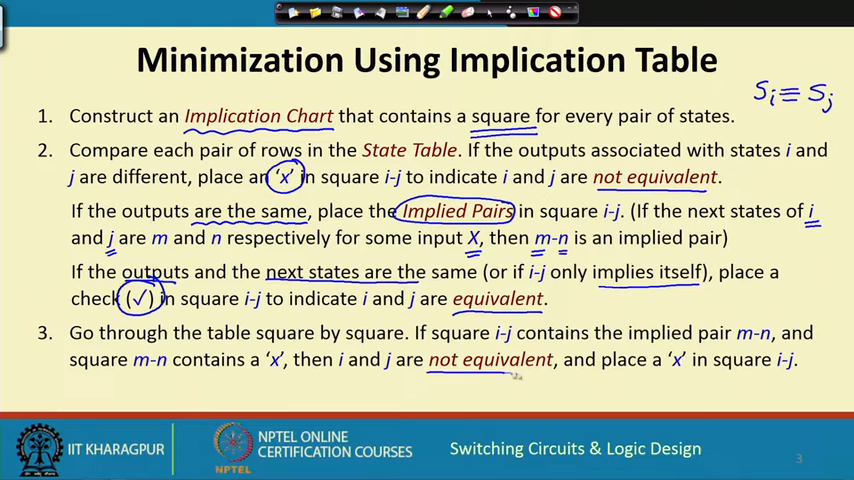 Minimization Using Implication Table
Si ≡ Sj
1. Construct an Implication Chart that contains a square for every pair of states.
2. Compare each pair of rows in the State Table. If the outputs associated with states i and
j are different, place an 'x' in square i-j to indicate i and j are not equivalent.
If the outputs are the same, place the Implied Pairs in square i-j. (If the next states of i
and j are m and n respectively for some input X, then m-n is an implied pair)
If the outputs and the next states are the same (or if i-j only implies itself), place a
check (✓) in square i-j to indicate i and j are equivalent.
3. Go through the table square by square. If square i-j contains the implied pair m-n, and
square m-n contains a 'x', then i and j are not equivalent, and place a 'x' in square i-j.
IIT KHARAGPUR
NPTEL
NPTEL ONLINE
CERTIFICATION COURSES
Switching Circuits & Logic Design
3